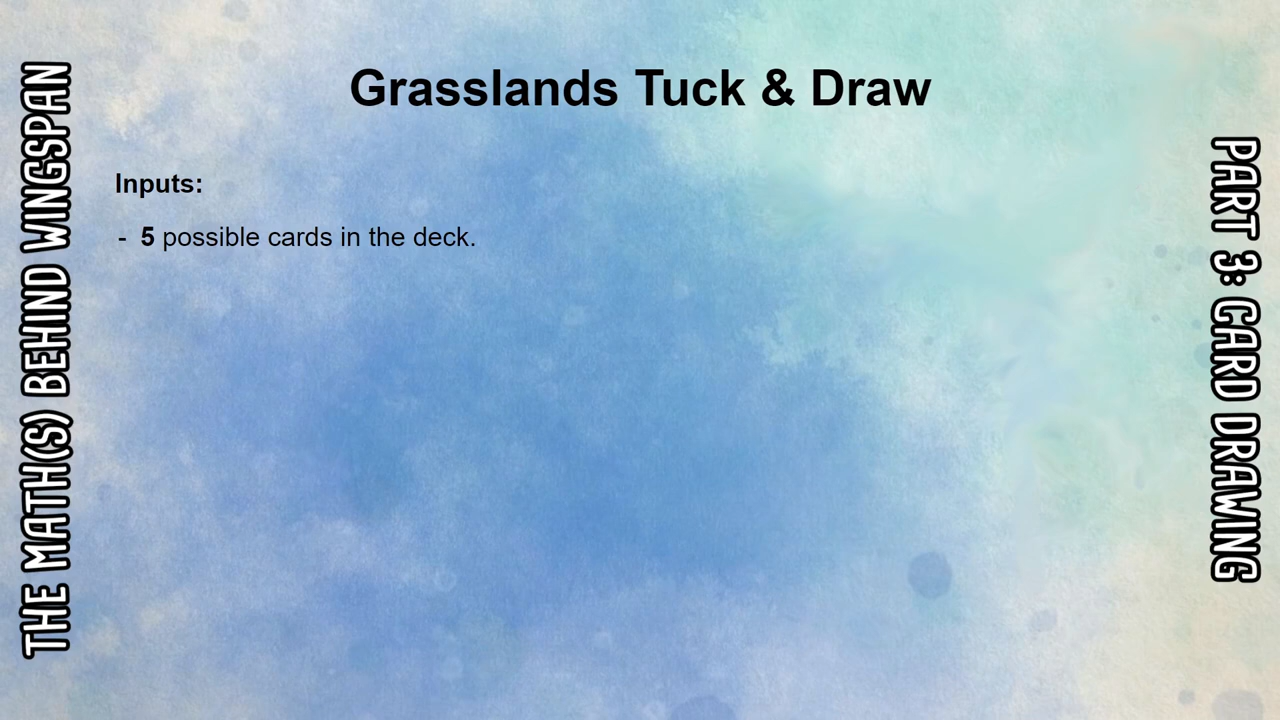 THE MATH(S) BEHIND WINGSPAN
Grasslands Tuck & Draw
Inputs:
- 5 possible cards in the deck.
PART 3: CARD DRAWING